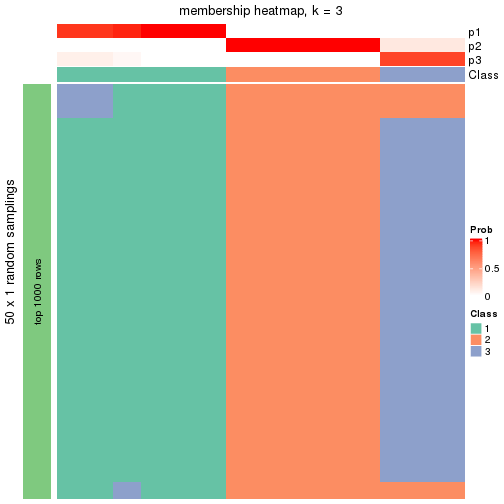 membership heatmap, k = 3
p1
p2
p3
Class
50 x 1 random samplings
top 1000 rows
Prob
1
0.5
0
Class
1
2
3